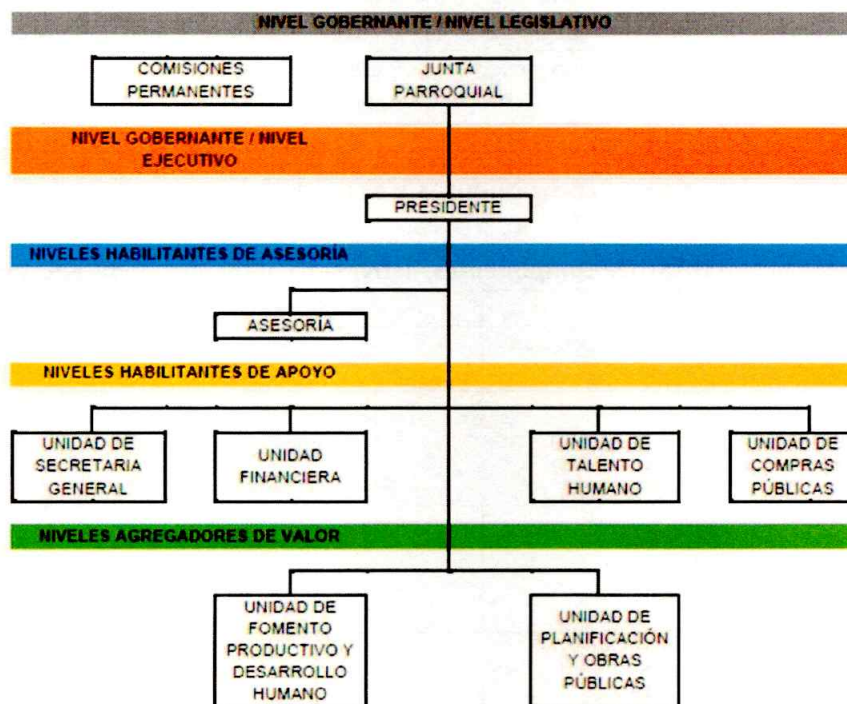 NIVEL GOBERNANTE / NIVEL LEGISLATIVO
COMISIONES
PERMANENTES
JUNTA
PARROQUIAL
NIVEL GOBERNANTE / NIVEL
EJECUTIVO
PRESIDENTE
NIVELES HABILITANTES DE ASESORÍA
ASESORÍA
NIVELES HABILITANTES DE APOYO
UNIDAD DE
SECRETARIA
GENERAL
UNIDAD
FINANCIERA
UNIDAD DE
TALENTO
HUMANO
UNIDAD DE
COMPRAS
PÚBLICAS
NIVELES AGREGADORES DE VALOR
UNIDAD DE
FOMENTO
PRODUCTIVO Y
DESARROLLO
HUMANO
UNIDAD DE
PLANIFICACIÓN
Y OBRAS
PÚBLICAS